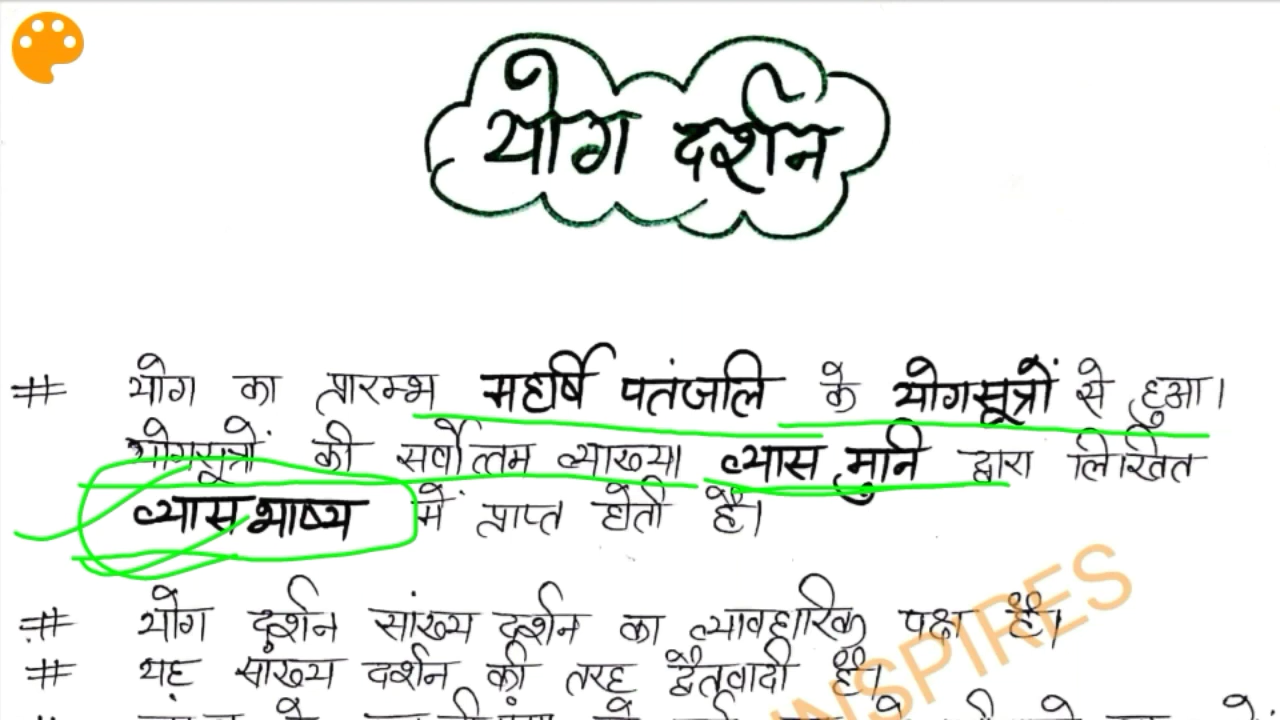 योग दर्शन
# योग का प्रारम्भ महर्षि पतंजलि के योगसूत्रों से हुआ।
योगसूत्रों की सर्वोत्तम व्याख्या व्यास मुनि द्वारा लिखित
व्यास भाष्य में प्राप्त होती है।
# योग दर्शन सांख्य दर्शन का व्यावहारिक पक्ष है।
# यह सांख्य दर्शन की तरह द्वैतवादी है।
INSPIRES